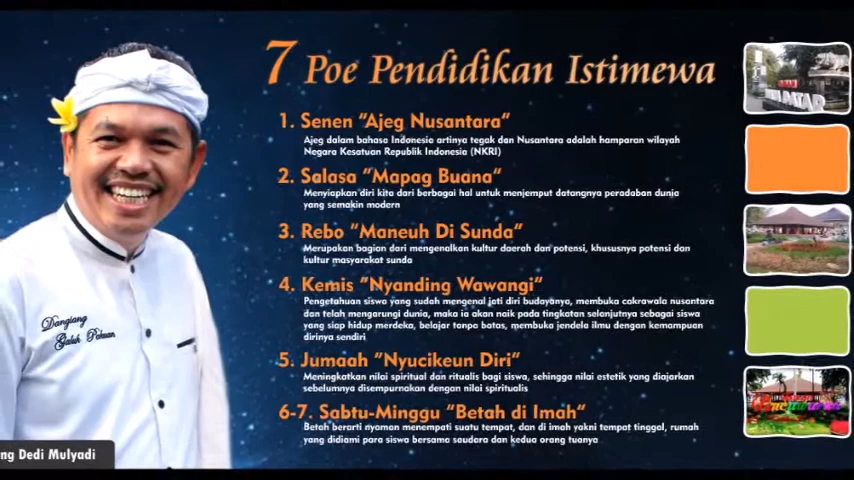 7 Poe Pendidikan Istimewa
1. Senen "Ajeg Nusantara"
Ajeg dalam bahasa Indonesia artinya tegak dan Nusantara adalah hamparan wilayah
Negara Kesatuan Republik Indonesia (NKRI)
2. Salasa "Mapag Buana"
Menyiapkan diri kita dari berbagai hal untuk menjemput datangnya peradaban dunia
yang semakin modern
3. Rebo "Maneuh Di Sunda"
Merupakan bagian dari mengenalkan kultur daerah dan potensi, khususnya potensi dan
kultur masyarakat sunda
4. Kemis "Nyanding Wawangi"
Pengetahuan siswa yang sudah mengenal jati diri budayanya, membuka cakrawala nusantara
dan telah mengarungi dunia, maka ia akan naik pada tingkatan selanjutnya sebagai siswa
yang siap hidup merdeka, belajar tanpa batas, membuka jendela ilmu dengan kemampuan
dirinya sendiri
5. Jumaah "Nyucikeun Diri"
Meningkatkan nilai spiritual dan ritualis bagi siswa, sehingga nilai estetik yang diajarkan
sebelumnya disempurnakan dengan nilai spiritualis
6-7. Sabtu-Minggu "Betah di Imah"
Betah berarti nyaman menempati suatu tempat, dan di imah yakni tempat tinggal, rumah
yang didiami para siswa bersama saudara dan kedua orang tuanya
Dangiang
Galuh Pakuan
ng Dedi Mulyadi